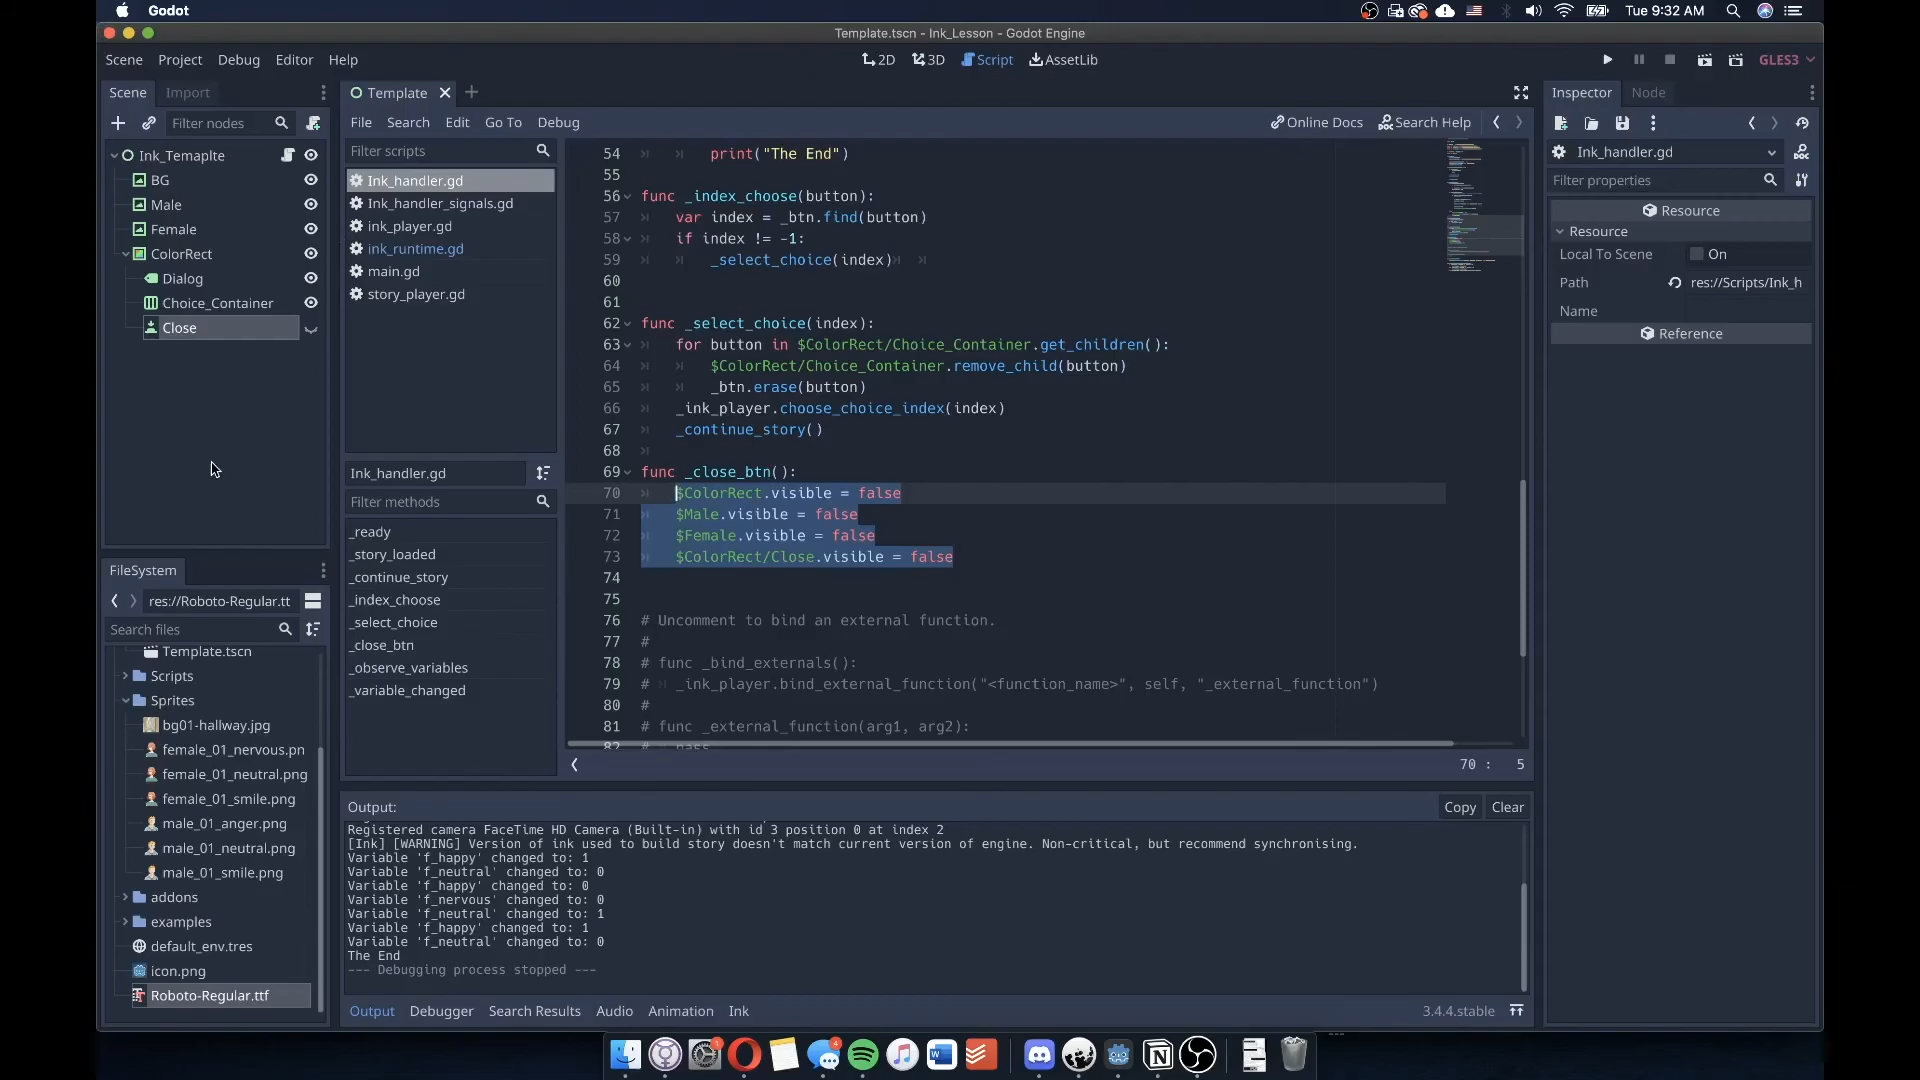 Godot
Tue 9:32 AM
Template.tscn - Ink_Lesson - Godot Engine
Scene Project Debug Editor Help
2D 3D Script AssetLib
GLES3
Scene Import
Filter nodes
Ink_Temaplte
BG
Male
Female
ColorRect
Dialog
Choice_Container
Close
FileSystem
res://Roboto-Regular.tt
Search files
Template.tscn
Scripts
Sprites
bg01-hallway.jpg
female_01_nervous.pn
female_01_neutral.png
female_01_smile.png
male_01_anger.png
male_01_neutral.png
male_01_smile.png
addons
examples
default_env.tres
icon.png
Roboto-Regular.ttf
Template
File Search Edit Go To Debug
Online Docs Search Help
Filter scripts
Ink_handler.gd
Ink_handler_signals.gd
ink_player.gd
ink_runtime.gd
main.gd
story_player.gd
Ink_handler.gd
Filter methods
_ready
_story_loaded
_continue_story
_index_choose
_select_choice
_close_btn
_observe_variables
_variable_changed
54 print("The End")
55
56 func _index_choose(button):
57 var index = _btn.find(button)
58 if index != -1:
59 _select_choice(index)
60
61
62 func _select_choice(index):
63 for button in $ColorRect/Choice_Container.get_children():
64 $ColorRect/Choice_Container.remove_child(button)
65 _btn.erase(button)
66 _ink_player.choose_choice_index(index)
67 _continue_story()
68
69 func _close_btn():
70 $ColorRect.visible = false
71 $Male.visible = false
72 $Female.visible = false
73 $ColorRect/Close.visible = false
74
75
76 # Uncomment to bind an external function.
77 #
78 # func _bind_externals():
79 # _ink_player.bind_external_function("<function_name>", self, "_external_function")
80 #
81 # func _external_function(arg1, arg2):
82 # pass
70 : 5
Output:
Copy Clear
Registered camera FaceTime HD Camera (Built-in) with id 3 position 0 at index 2
[Ink] [WARNING] Version of ink used to build story doesn't match current version of engine. Non-critical, but recommend synchronising.
Variable 'f_happy' changed to: 1
Variable 'f_neutral' changed to: 0
Variable 'f_happy' changed to: 0
Variable 'f_nervous' changed to: 0
Variable 'f_neutral' changed to: 1
Variable 'f_happy' changed to: 1
Variable 'f_neutral' changed to: 0
The End
--- Debugging process stopped ---
Output Debugger Search Results Audio Animation Ink
3.4.4.stable
Inspector Node
Ink_handler.gd
Filter properties
Resource
Resource
Local To Scene On
Path res://Scripts/Ink_h
Name
Reference